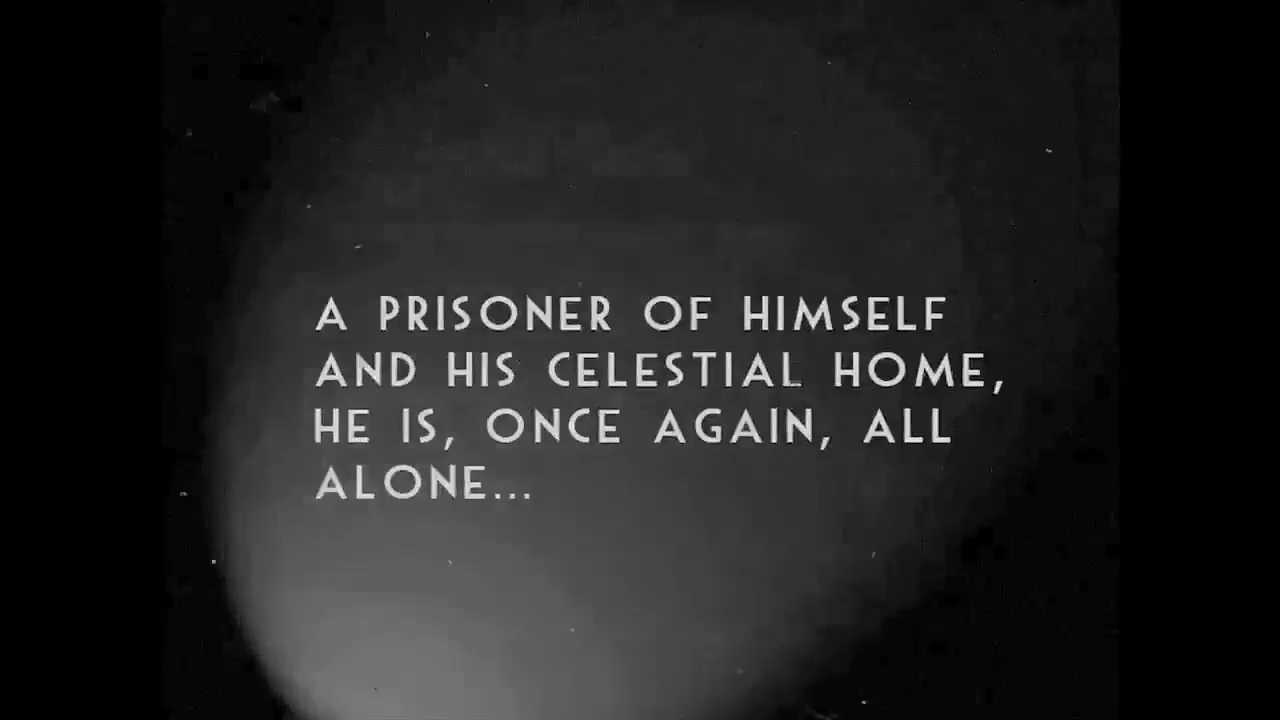 A PRISONER OF HIMSELF
AND HIS CELESTIAL HOME,
HE IS, ONCE AGAIN, ALL
ALONE...